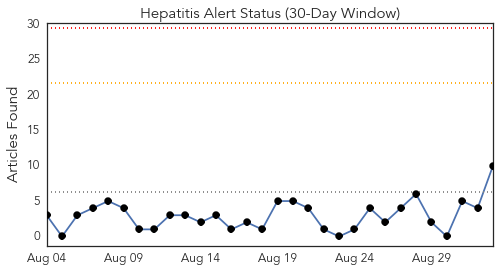 Hepatitis Alert Status (30-Day Window)
Articles Found
30
25
20
15
10
5
0
Aug 04 Aug 09 Aug 14 Aug 19 Aug 24 Aug 29